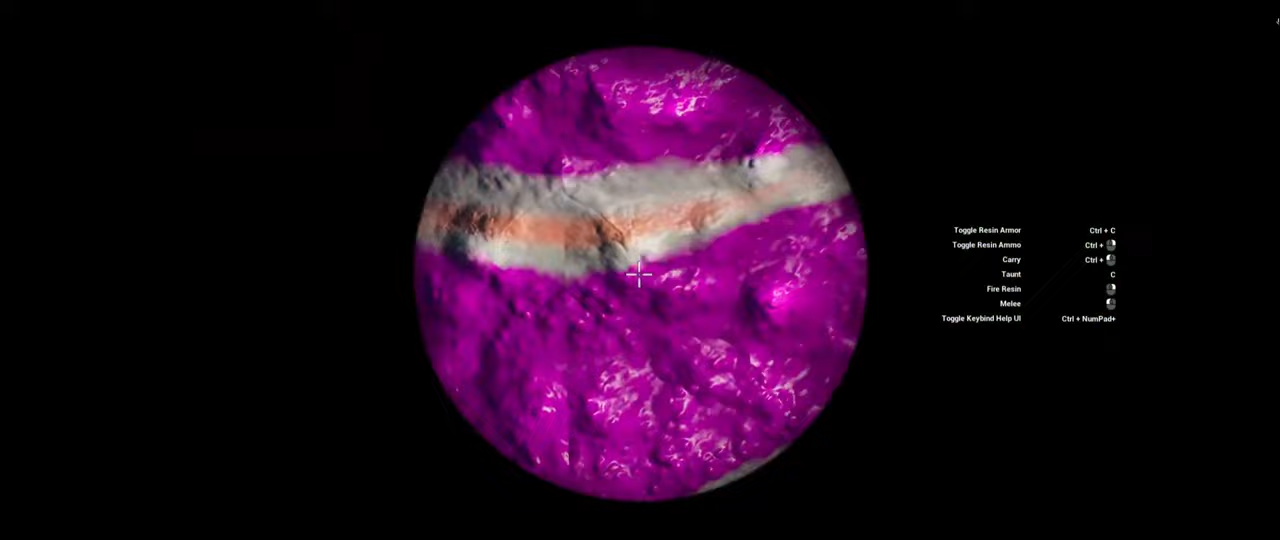 Toggle Resin Armor Ctrl + C
Toggle Resin Ammo Ctrl +
Carry Ctrl +
Taunt C
Fire Resin
Melee
Toggle Keybind Help UI Ctrl + NumPad+